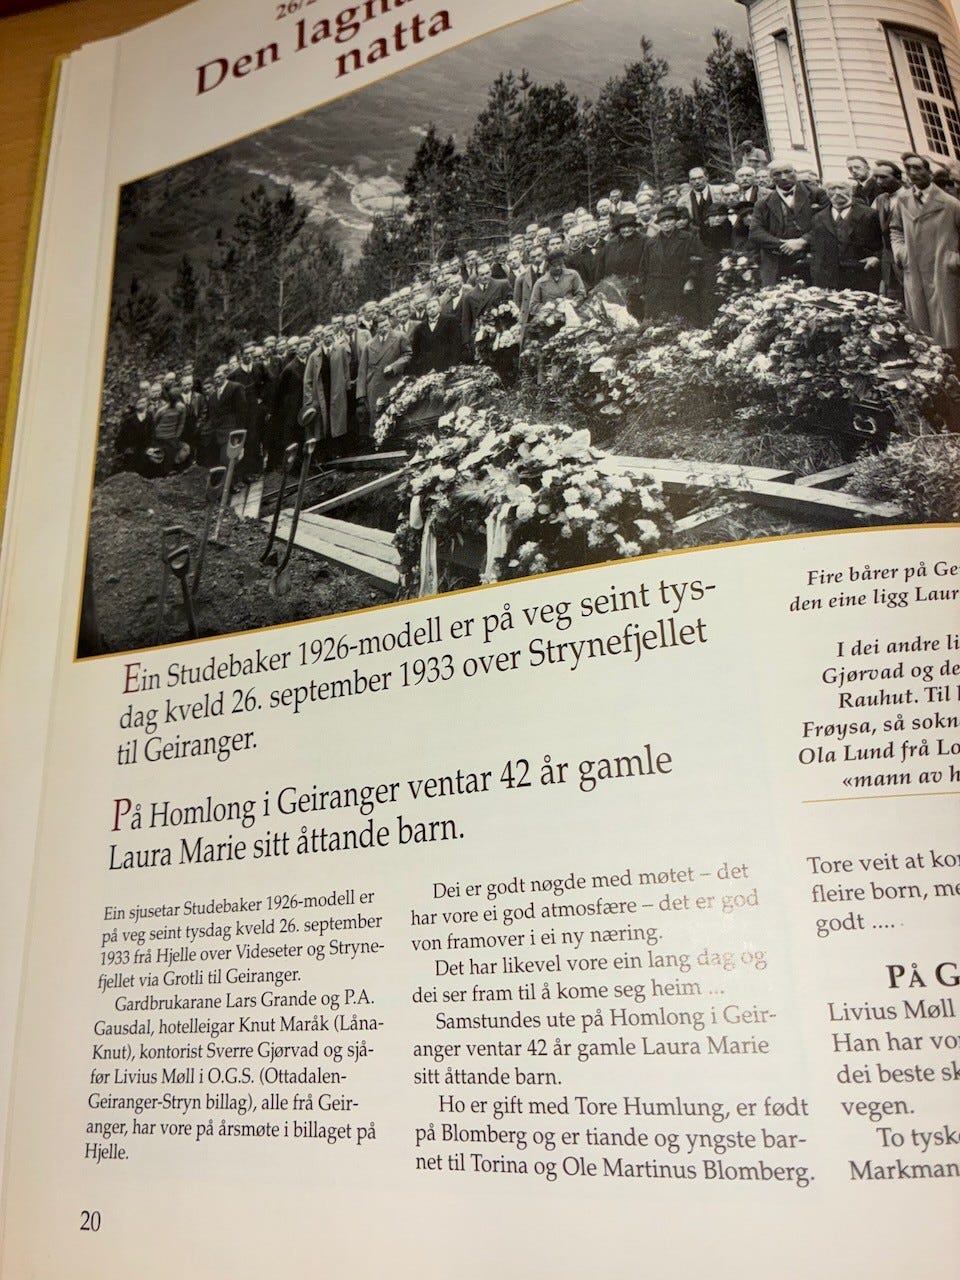 26/2
Den lagna
natta
Ein Studebaker 1926-modell er på veg seint tys-
dag kveld 26. september 1933 over Strynefjellet
til Geiranger.
På Homlong i Geiranger ventar 42 år gamle
Laura Marie sitt åttande barn.
Ein sjusetar Studebaker 1926-modell er
på veg seint tysdag kveld 26. september
1933 frå Hjelle over Videseter og Stryne-
fjellet via Grotli til Geiranger.
Gardbrukarane Lars Grande og P.A.
Gausdal, hotelleigar Knut Maråk (Låna-
Knut), kontorist Sverre Gjørvad og sjå-
før Livius Møll i O.G.S. (Ottadalen-
Geiranger-Stryn billag), alle frå Geir-
anger, har vore på årsmøte i billaget på
Hjelle.
Dei er godt nøgde med møtet – det
har vore ei god atmosfære – det er god
von framover i ei ny næring.
Det har likevel vore ein lang dag og
dei ser fram til å kome seg heim ...
Samstundes ute på Homlong i Geir-
anger ventar 42 år gamle Laura Marie
sitt åttande barn.
Ho er gift med Tore Humlung, er født
på Blomberg og er tiande og yngste bar-
net til Torina og Ole Martinus Blomberg.
Fire bårer på Ge
den eine ligg Laur
I dei andre li
Gjørvad og de
Rauhut. Til
Frøysa, så sokn
Ola Lund frå Lo
«mann av h
Tore veit at ko
fleire born, me
godt ....
PÅ G
Livius Møll
Han har vo
dei beste sk
vegen.
To tysk
Markman
20